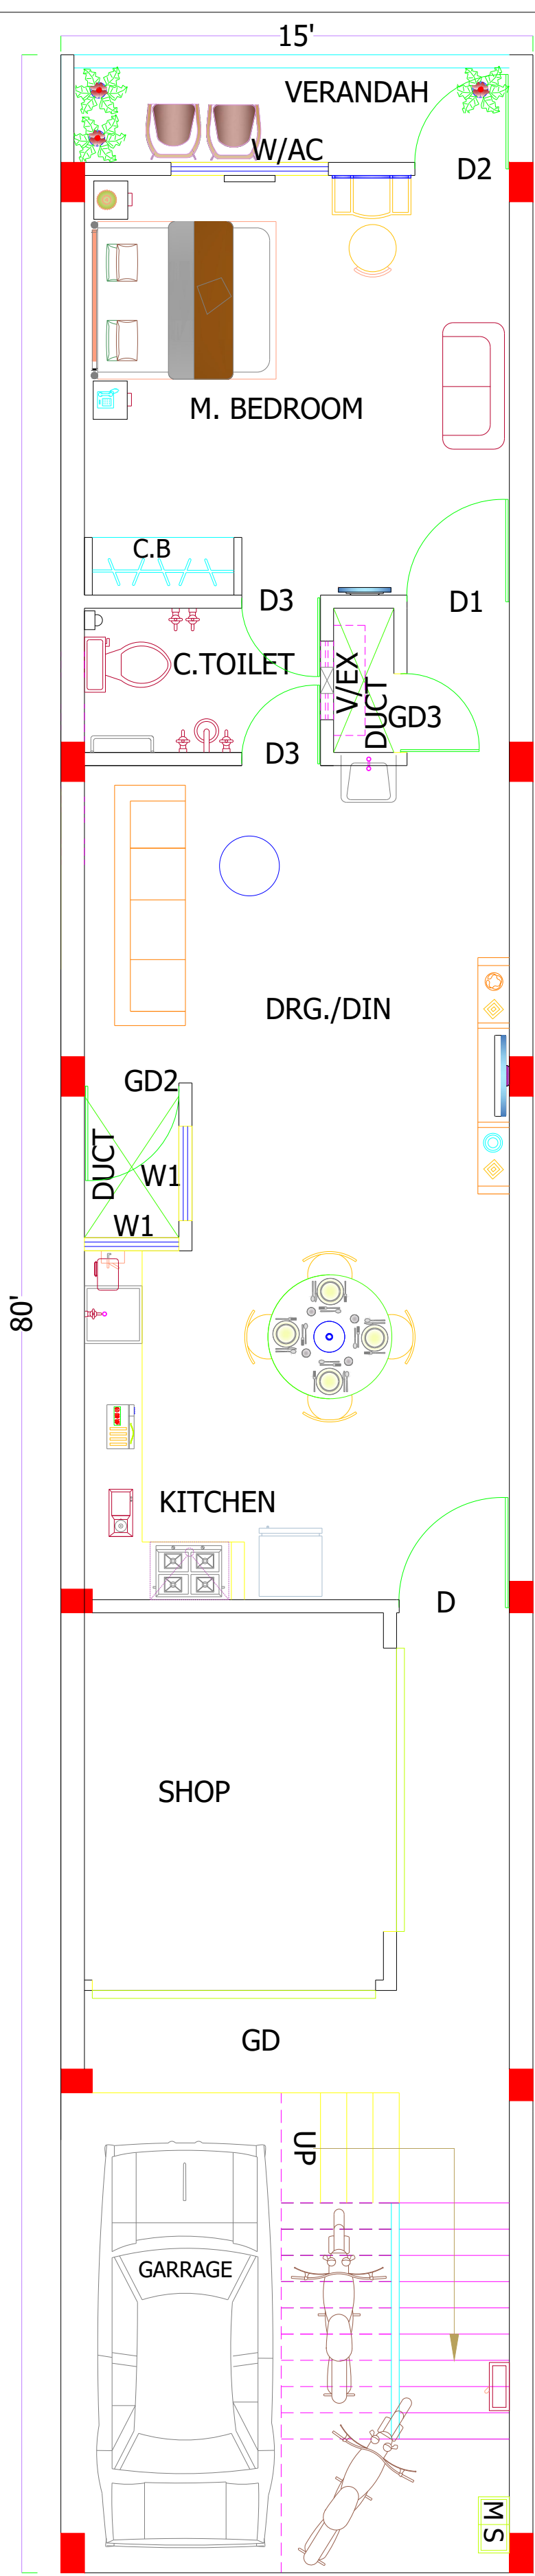 15'
VERANDAH
W/AC
D2
M. BEDROOM
C.B
D3
D1
C.TOILET
V/EX
DUCT
GD3
D3
DRG./DIN
GD2
DUCT
W1
W1
80'
KITCHEN
D
SHOP
GD
UP
GARRAGE
M S